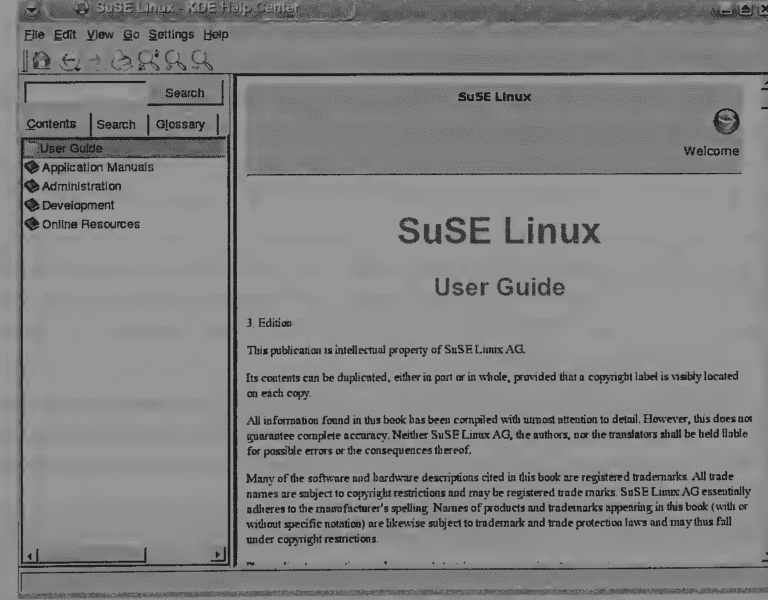 SuSE Linux - KDE Help Center
File Edit View Go Settings Help
Search
Contents Search Glossary
User Guide
Application Manuals
Administration
Development
Online Resources
SuSE Linux
Welcome
SuSE Linux
User Guide
3. Edition
This publication is intellectual property of SuSE Linux AG.
Its contents can be duplicated, either in part or in whole, provided that a copyright label is visibly located
on each copy.
All information found in this book has been compiled with utmost attention to detail. However, this does not
guarantee complete accuracy. Neither SuSE Linux AG, the authors, nor the translators shall be held liable
for possible errors or the consequences thereof.
Many of the software and hardware descriptions cited in this book are registered trademarks. All trade
names are subject to copyright restrictions and may be registered trade marks. SuSE Linux AG essentially
adheres to the manufacturer's spelling. Names of products and trademarks appearing in this book (with or
without specific notation) are likewise subject to trademark and trade protection laws and may thus fall
under copyright restrictions.